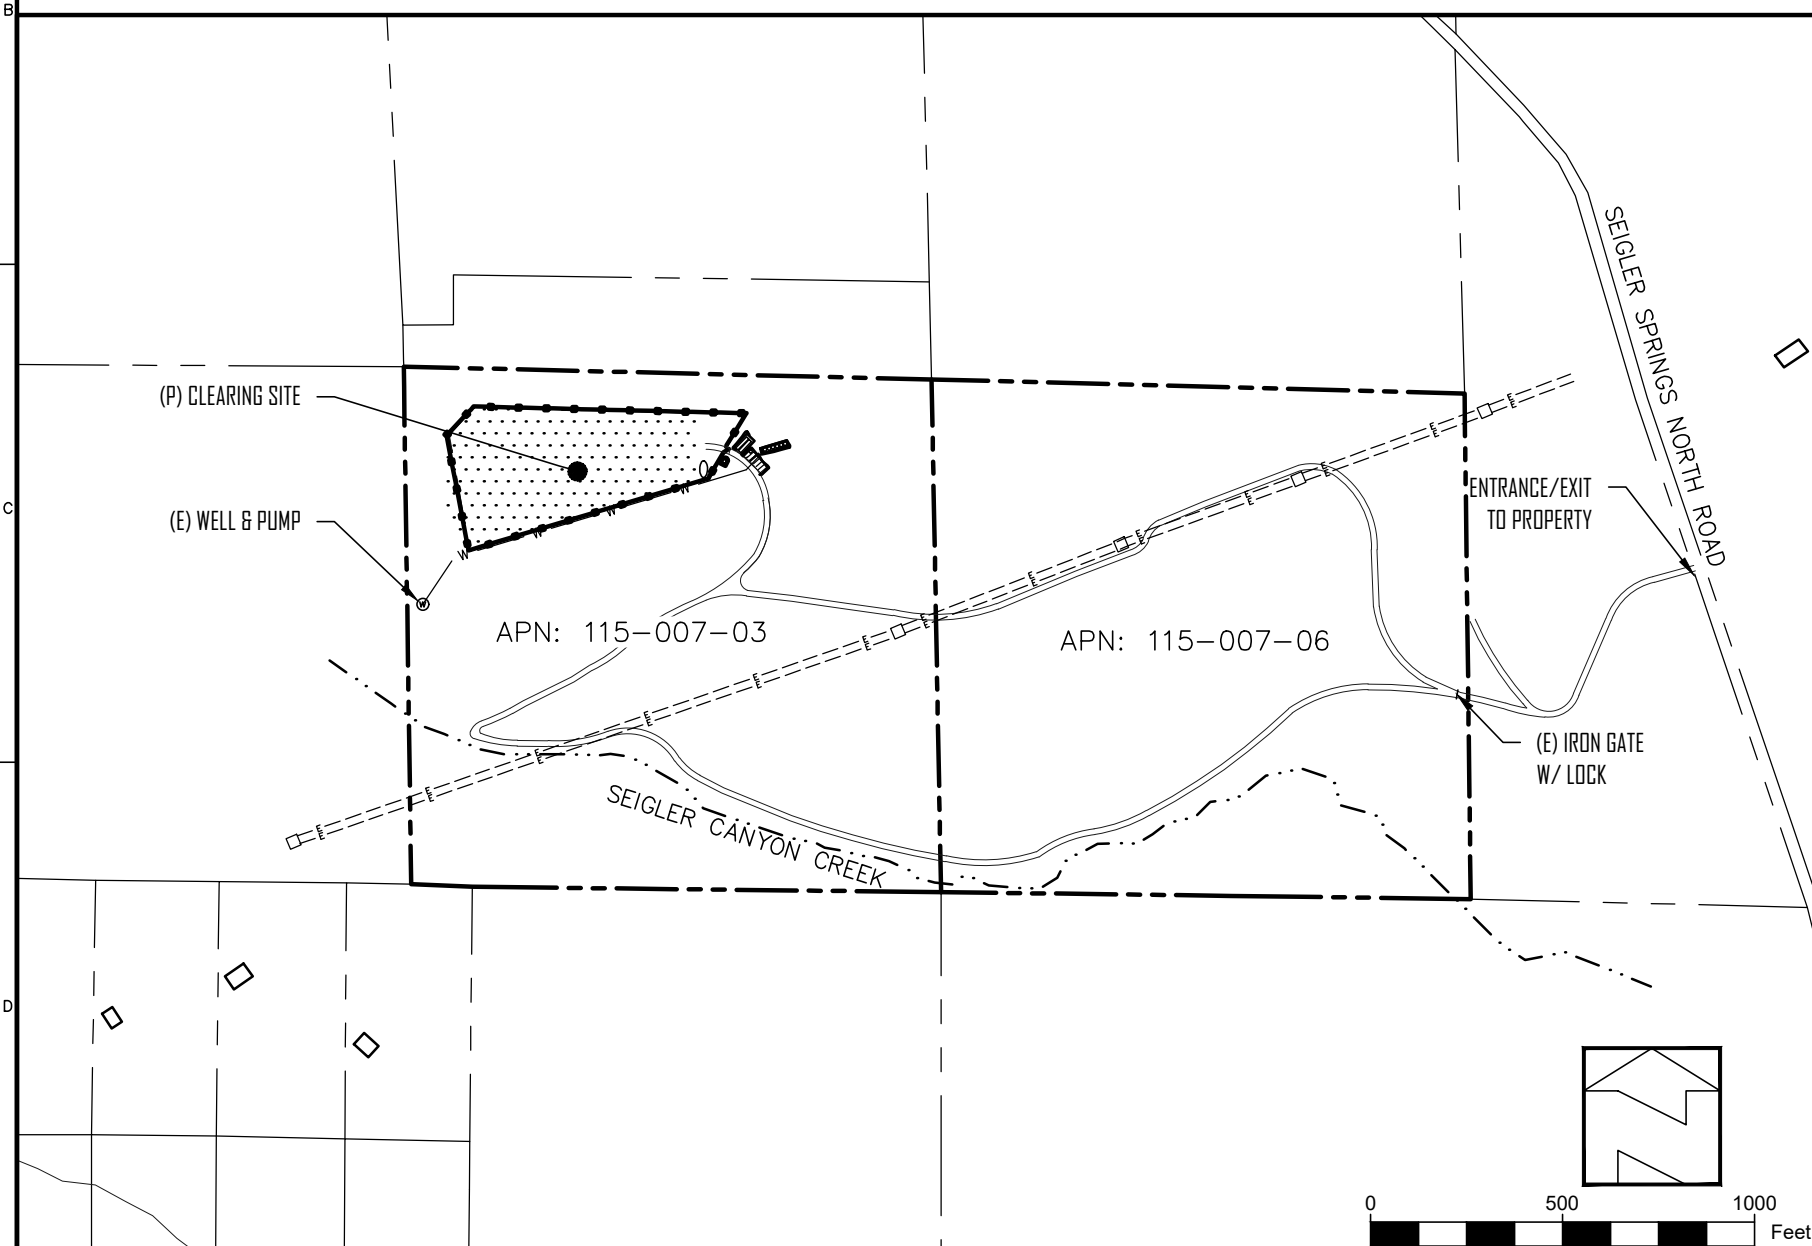 B
SEIGLER SPRINGS NORTH ROAD
(P) CLEARING SITE
C
(E) WELL & PUMP
ENTRANCE/EXIT
TO PROPERTY
W
W
W
W
W
APN: 115-007-03
APN: 115-007-06
(E) IRON GATE
W/ LOCK
SEIGLER CANYON CREEK
D
0 500 1000
Feet